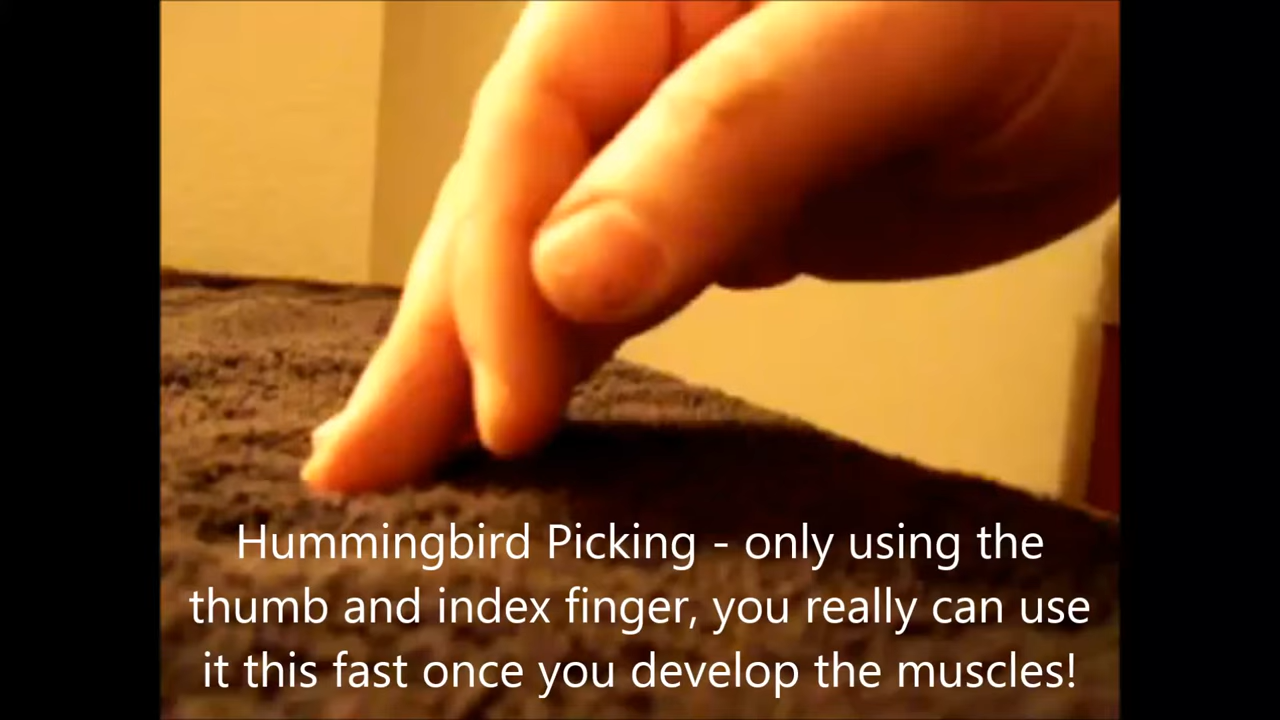 Hummingbird Picking - only using the
thumb and index finger, you really can use
it this fast once you develop the muscles!